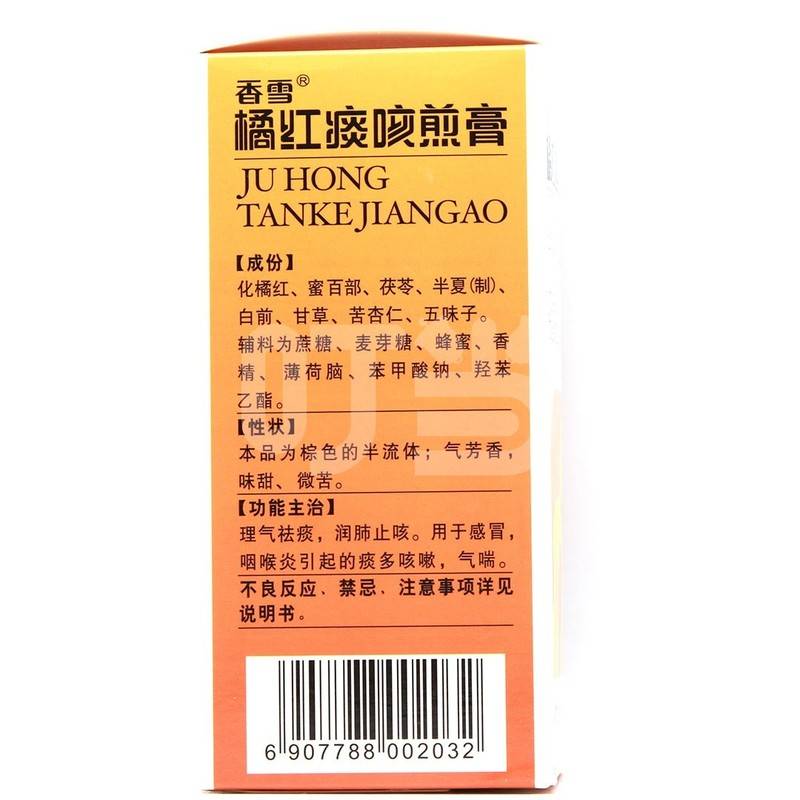 香雪®
橘红痰咳煎膏
JU HONG
TANKE JIANGAO
【成份】
化橘红、蜜百部、茯苓、半夏(制)、
白前、甘草、苦杏仁、五味子。
辅料为蔗糖、麦芽糖、蜂蜜、香
精、薄荷脑、苯甲酸钠、羟苯
乙酯。
【性状】
本品为棕色的半流体；气芳香，
味甜、微苦。
【功能主治】
理气祛痰，润肺止咳。用于感冒，
咽喉炎引起的痰多咳嗽，气喘。
不良反应、禁忌、注意事项详见
说明书。
6 907788 002032
叮当